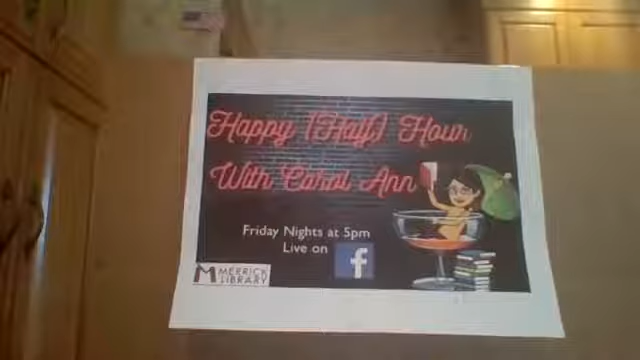 Happy (Half) Hour
With Carol Ann
Friday Nights at 5pm
Live on f
M MERRICK
LIBRARY